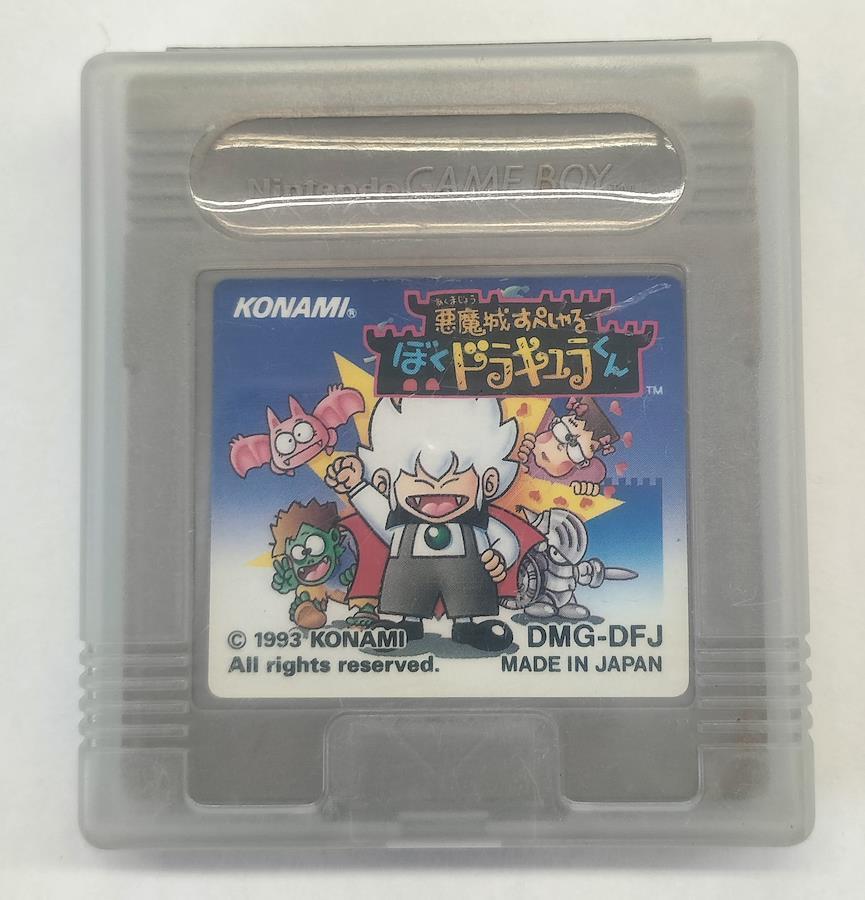 Nintendo GAME BOY™
KONAMI®
あくまじょう
悪魔城すぺしゃる
ぼくドラキュラくん
™
© 1993 KONAMI
All rights reserved.
DMG-DFJ
MADE IN JAPAN